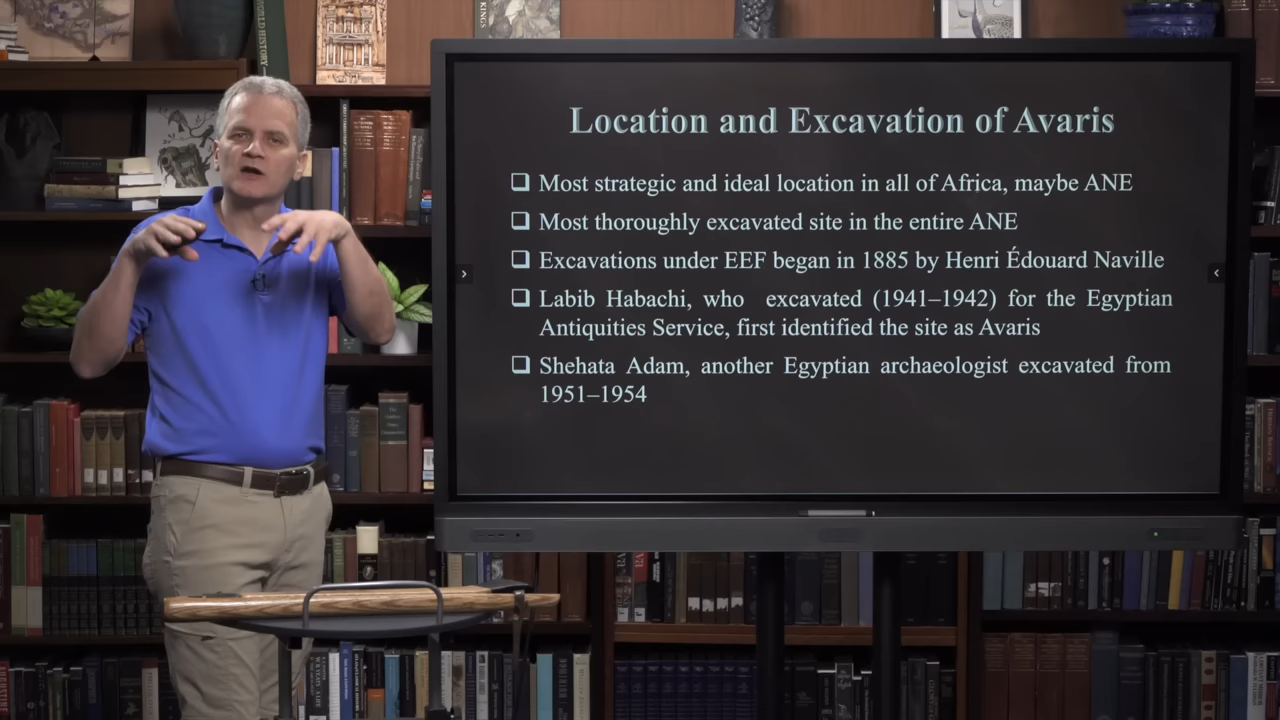 KINGS
WORLD HISTORY
Location and Excavation of Avaris
❑ Most strategic and ideal location in all of Africa, maybe ANE
❑ Most thoroughly excavated site in the entire ANE
❑ Excavations under EEF began in 1885 by Henri Édouard Naville
❑ Labib Habachi, who excavated (1941–1942) for the Egyptian
Antiquities Service, first identified the site as Avaris
❑ Shehata Adam, another Egyptian archaeologist excavated from
1951–1954